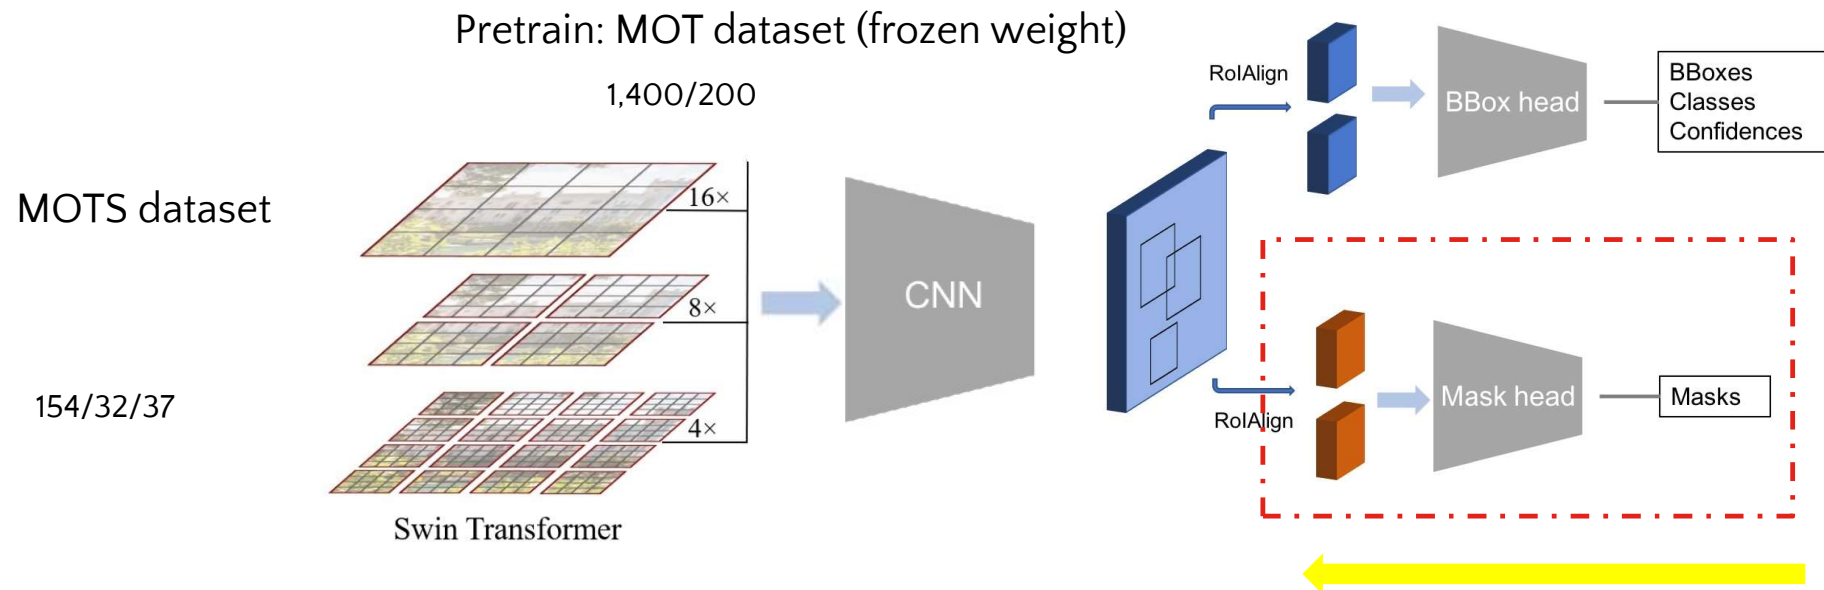 Pretrain: MOT dataset (frozen weight)
1,400/200
MOTS dataset
154/32/37
16×
8×
4×
Swin Transformer
CNN
RoIAlign
BBox head
BBoxes
Classes
Confidences
RoIAlign
Mask head
Masks